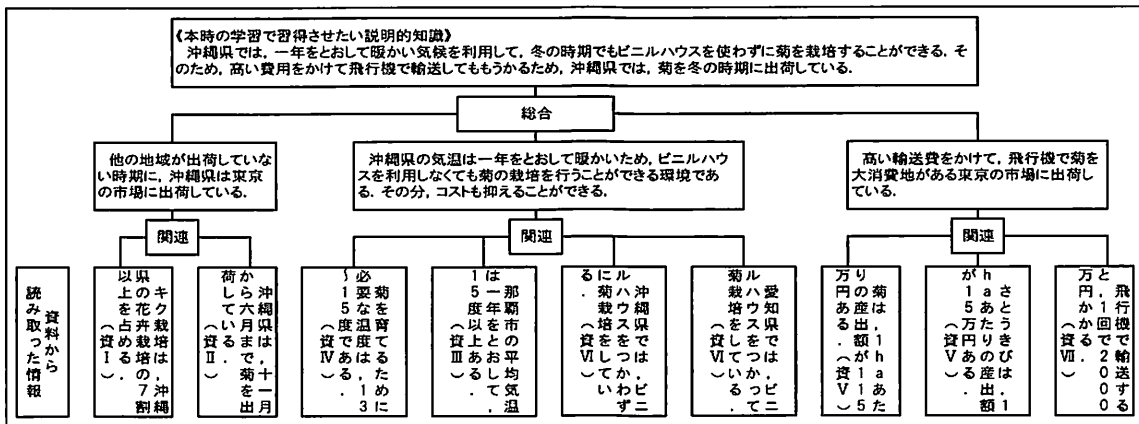 《本時の学習で習得させたい説明的知識》
沖縄県では，一年をとおして暖かい気候を利用して，冬の時期でもビニルハウスを使わずに菊を栽培することができる．そ
のため，高い費用をかけて飛行機で輸送してももうかるため，沖縄県では，菊を冬の時期に出荷している．
総合
他の地域が出荷していな
い時期に，沖縄県は東京
の市場に出荷している．
沖縄県の気温は一年をとおして暖かいため，ビニルハウ
スを利用しなくても菊の栽培を行うことができる環境であ
る．その分，コストも抑えることができる．
高い輸送費をかけて，飛行機で菊を
大消費地がある東京の市場に出荷し
ている．
関連
関連
関連
資料から
読み取った情報
キク栽培は，沖縄
県の花卉栽培の７割
以上を占める．（資Ⅰ）
沖縄県は，十一月
から六月まで，菊を出
荷している．（資Ⅱ）
菊を育てるために
必要な温度は，１３
～１５度である．（資Ⅳ）
那覇市の平均気温
は一年をとおして，
１５度以上ある．（資Ⅲ）
沖縄県では，ビニ
ルハウスをつかわず
に菊栽培をしてい
る．（資Ⅵ）
愛知県では，ビニ
ルハウスをつかって
菊栽培をしている．（資Ⅵ）
菊は，１ｈａあた
りの産出額が１１５
万円ある．（資Ⅴ）
さとうきびは，１
ｈａあたりの産出額
が１５万円ある．（資Ⅴ）
飛行機で輸送する
と，１回で２００
万円かかる．（資Ⅶ）